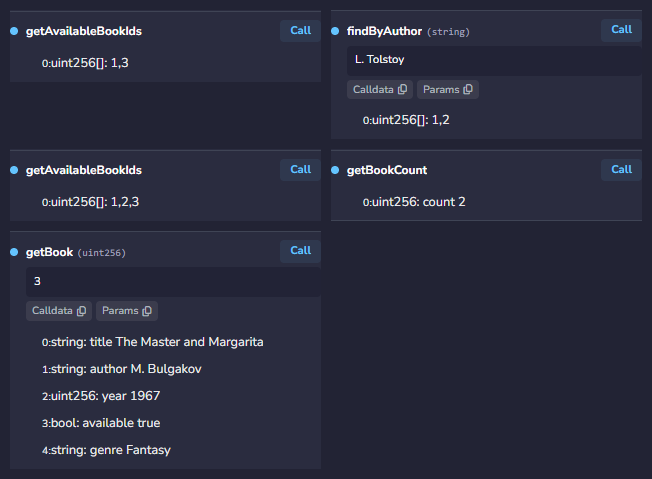 getAvailableBookIds Call
0:uint256[]: 1,3
findByAuthor (string) Call
L. Tolstoy
Calldata Params
0:uint256[]: 1,2
getAvailableBookIds Call
0:uint256[]: 1,2,3
getBookCount Call
0:uint256: count 2
getBook (uint256) Call
3
Calldata Params
0:string: title The Master and Margarita
1:string: author M. Bulgakov
2:uint256: year 1967
3:bool: available true
4:string: genre Fantasy